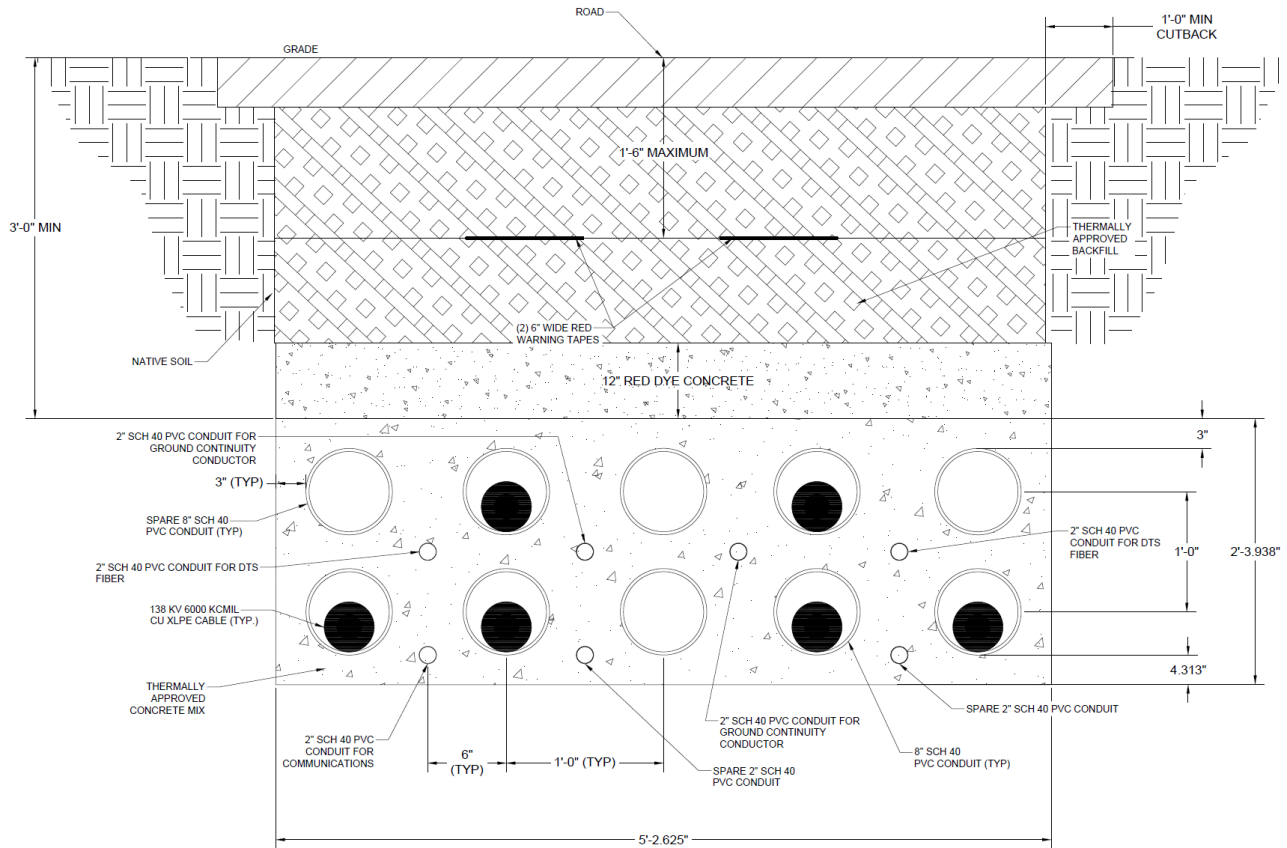 ROAD
1'-0" MIN
CUTBACK
GRADE
1'-6" MAXIMUM
3'-0" MIN
THERMALLY
APPROVED
BACKFILL
(2) 6" WIDE RED
WARNING TAPES
NATIVE SOIL
12" RED DYE CONCRETE
2" SCH 40 PVC CONDUIT FOR
GROUND CONTINUITY
CONDUCTOR
3"
3" (TYP)
SPARE 8" SCH 40
PVC CONDUIT (TYP)
2" SCH 40 PVC
CONDUIT FOR DTS
FIBER
1'-0"
2'-3.938"
2" SCH 40 PVC CONDUIT FOR DTS
FIBER
138 KV 6000 KCMIL
CU XLPE CABLE (TYP.)
4.313"
THERMALLY
APPROVED
CONCRETE MIX
SPARE 2" SCH 40 PVC CONDUIT
2" SCH 40 PVC
CONDUIT FOR
COMMUNICATIONS
6"
(TYP)
1'-0" (TYP)
2" SCH 40 PVC CONDUIT FOR
GROUND CONTINUITY
CONDUCTOR
8" SCH 40
PVC CONDUIT (TYP)
SPARE 2" SCH 40
PVC CONDUIT
5'-2.625"